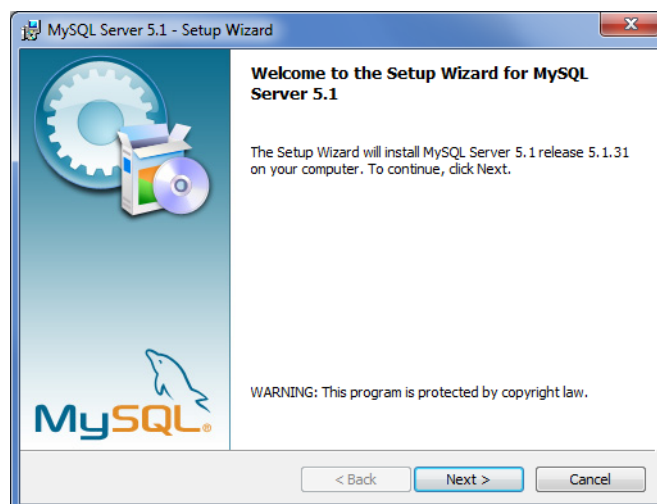 MySQL Server 5.1 - Setup Wizard
Welcome to the Setup Wizard for MySQL
Server 5.1
The Setup Wizard will install MySQL Server 5.1 release 5.1.31
on your computer. To continue, click Next.
WARNING: This program is protected by copyright law.
MySQL®
< Back
Next >
Cancel